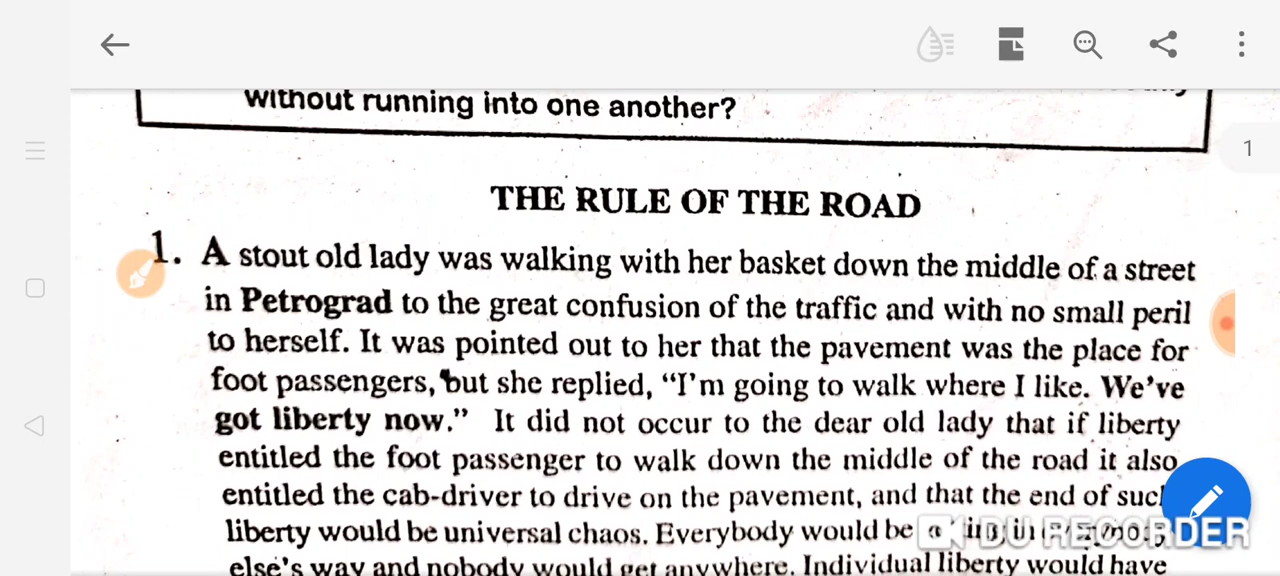 without running into one another?
1
THE RULE OF THE ROAD
1. A stout old lady was walking with her basket down the middle of a street
in Petrograd to the great confusion of the traffic and with no small peril
to herself. It was pointed out to her that the pavement was the place for
foot passengers, but she replied, “I'm going to walk where I like. We've
got liberty now.” It did not occur to the dear old lady that if liberty
entitled the foot passenger to walk down the middle of the road it also
entitled the cab-driver to drive on the pavement, and that the end of such
liberty would be universal chaos. Everybody would be
DU RECORDER
else's way and nobody would get anywhere. Individual liberty would have